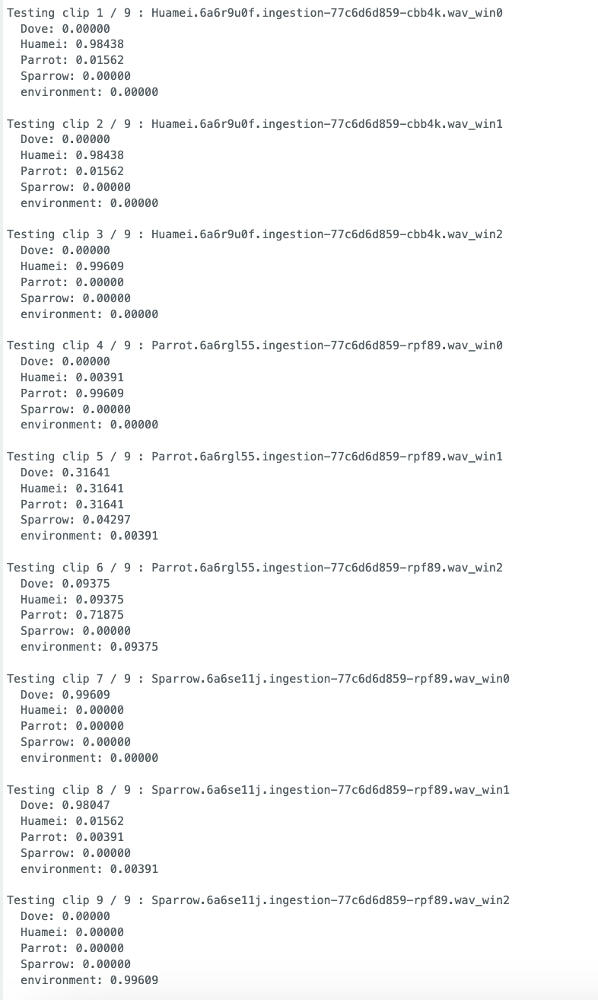 Testing clip 1 / 9 : Huamei.6a6r9u0f.ingestion-77c6d6d859-cbb4k.wav_win0
Dove: 0.00000
Huamei: 0.98438
Parrot: 0.01562
Sparrow: 0.00000
environment: 0.00000
Testing clip 2 / 9 : Huamei.6a6r9u0f.ingestion-77c6d6d859-cbb4k.wav_win1
Dove: 0.00000
Huamei: 0.98438
Parrot: 0.01562
Sparrow: 0.00000
environment: 0.00000
Testing clip 3 / 9 : Huamei.6a6r9u0f.ingestion-77c6d6d859-cbb4k.wav_win2
Dove: 0.00000
Huamei: 0.99609
Parrot: 0.00000
Sparrow: 0.00000
environment: 0.00000
Testing clip 4 / 9 : Parrot.6a6rgl55.ingestion-77c6d6d859-rpf89.wav_win0
Dove: 0.00000
Huamei: 0.00391
Parrot: 0.99609
Sparrow: 0.00000
environment: 0.00000
Testing clip 5 / 9 : Parrot.6a6rgl55.ingestion-77c6d6d859-rpf89.wav_win1
Dove: 0.31641
Huamei: 0.31641
Parrot: 0.31641
Sparrow: 0.04297
environment: 0.00391
Testing clip 6 / 9 : Parrot.6a6rgl55.ingestion-77c6d6d859-rpf89.wav_win2
Dove: 0.09375
Huamei: 0.09375
Parrot: 0.71875
Sparrow: 0.00000
environment: 0.09375
Testing clip 7 / 9 : Sparrow.6a6se11j.ingestion-77c6d6d859-rpf89.wav_win0
Dove: 0.99609
Huamei: 0.00000
Parrot: 0.00000
Sparrow: 0.00000
environment: 0.00000
Testing clip 8 / 9 : Sparrow.6a6se11j.ingestion-77c6d6d859-rpf89.wav_win1
Dove: 0.98047
Huamei: 0.01562
Parrot: 0.00391
Sparrow: 0.00000
environment: 0.00391
Testing clip 9 / 9 : Sparrow.6a6se11j.ingestion-77c6d6d859-rpf89.wav_win2
Dove: 0.00000
Huamei: 0.00000
Parrot: 0.00000
Sparrow: 0.00000
environment: 0.99609